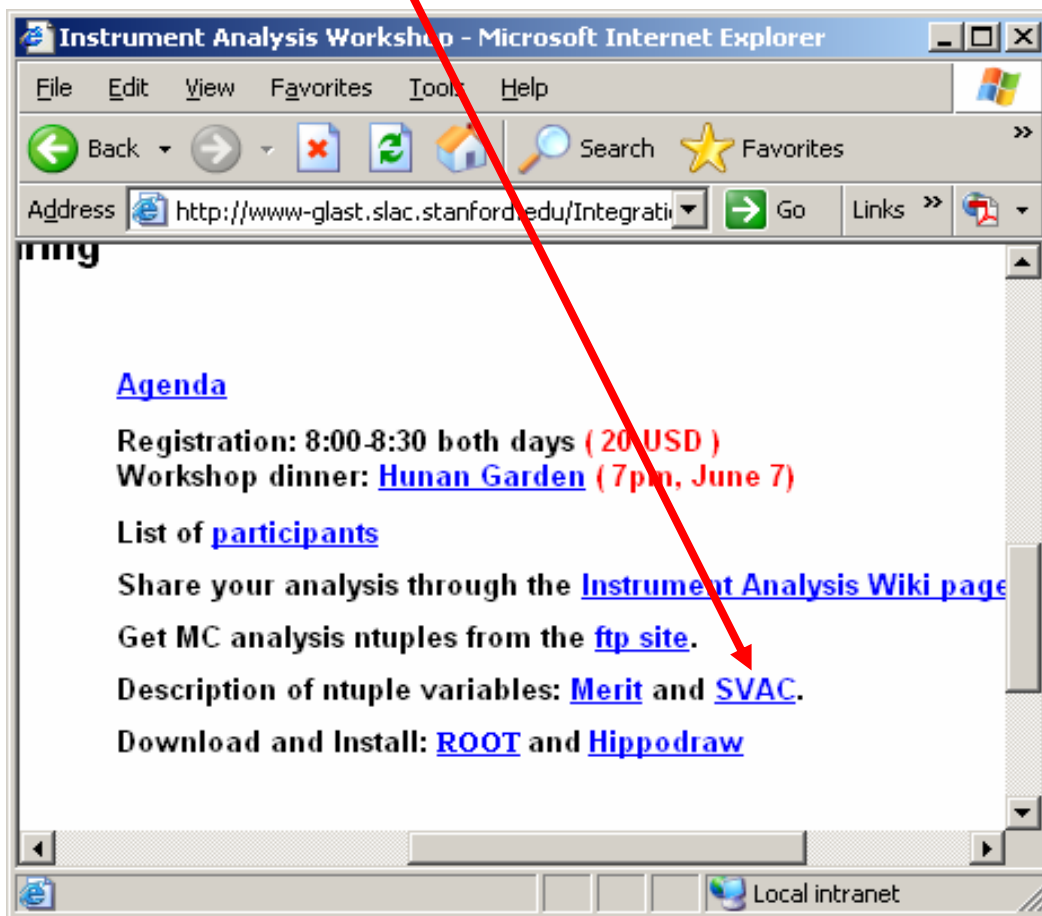 Instrument Analysis Workshop - Microsoft Internet Explorer
File Edit View Favorites Tools Help
Back Search Favorites »
Address http://www-glast.slac.stanford.edu/Integrati Go Links »
Agenda
Registration: 8:00-8:30 both days ( 20 USD )
Workshop dinner: Hunan Garden ( 7pm, June 7)
List of participants
Share your analysis through the Instrument Analysis Wiki page
Get MC analysis ntuples from the ftp site.
Description of ntuple variables: Merit and SVAC.
Download and Install: ROOT and Hippodraw
Local intranet